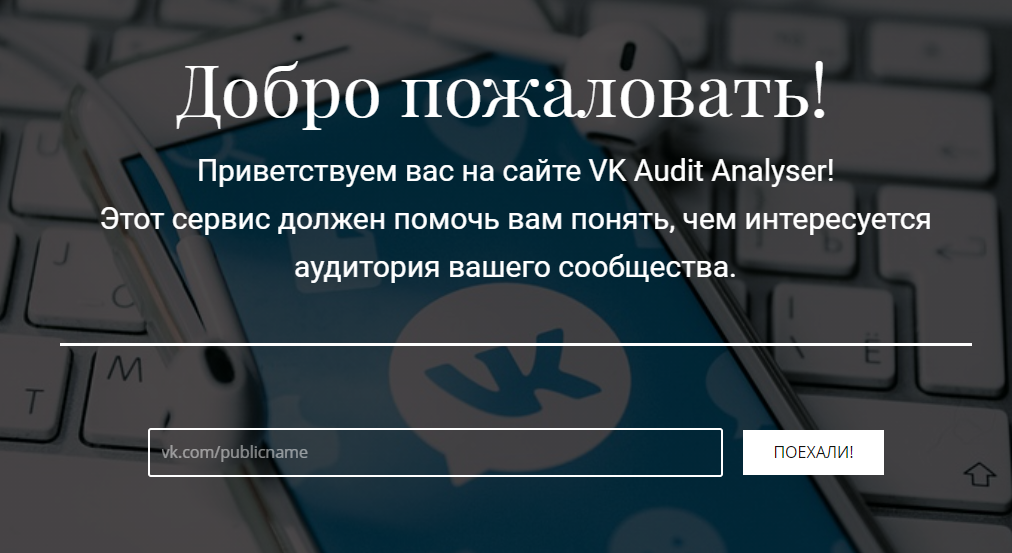 Добро пожаловать!
Приветствуем вас на сайте VK Audit Analyser!
Этот сервис должен помочь вам понять, чем интересуется
аудитория вашего сообщества.
vk.com/publicname
ПОЕХАЛИ!